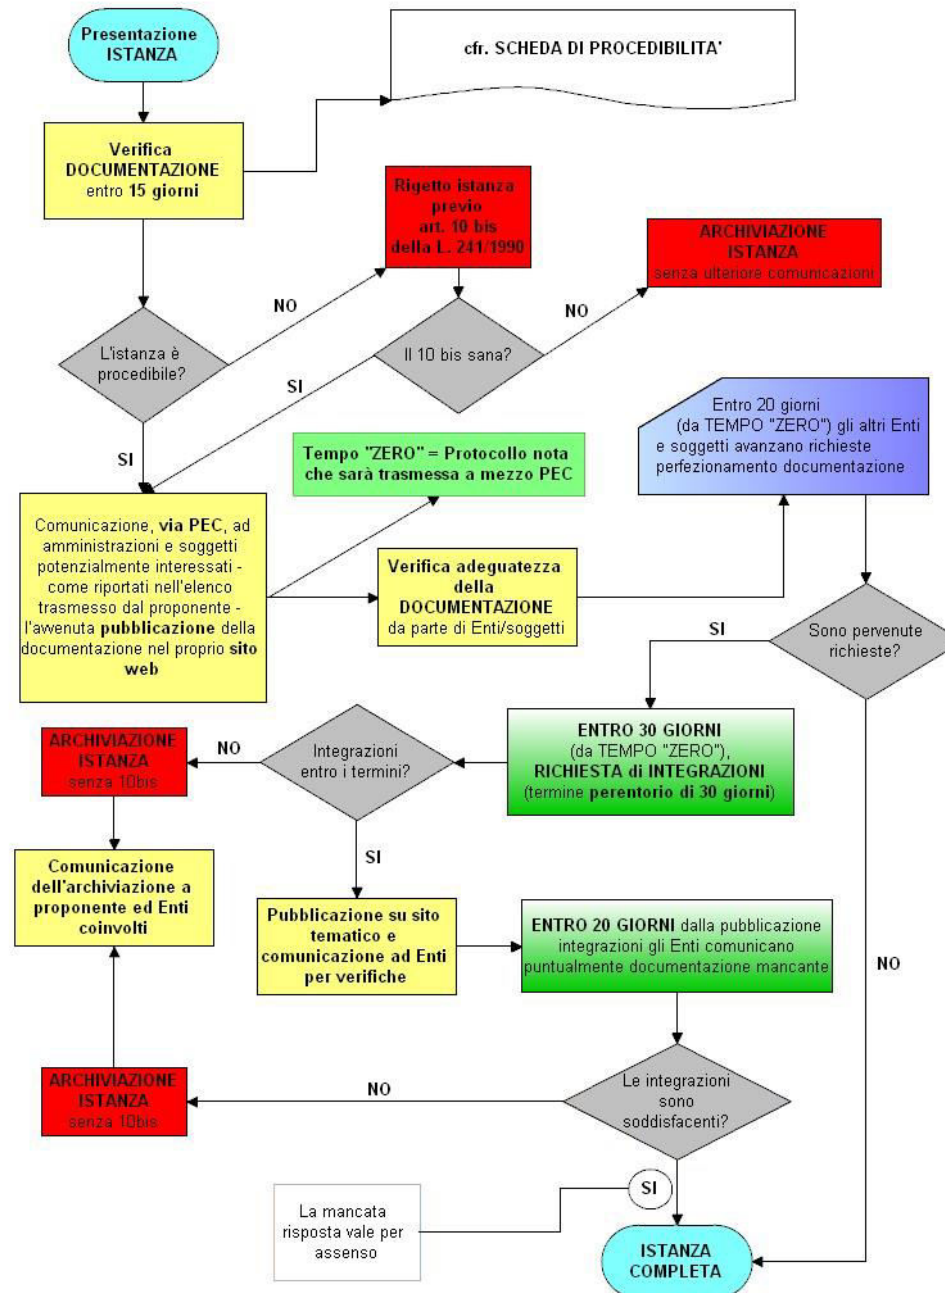 Presentazione
ISTANZA
cfr. SCHEDA DI PROCEDIBILITA'
Verifica
DOCUMENTAZIONE
entro 15 giorni
Rigetto istanza
previo
art. 10 bis
della L. 241/1990
ARCHIVIAZIONE
ISTANZA
senza ulteriore comunicazioni
NO
NO
L'istanza è
procedibile?
Il 10 bis sana?
SI
SI
Entro 20 giorni
(da TEMPO "ZERO") gli altri Enti
e soggetti avanzano richieste
perfezionamento documentazione
Tempo "ZERO" = Protocollo nota
che sarà trasmessa a mezzo PEC
Comunicazione, via PEC, ad
amministrazioni e soggetti
potenzialmente interessati -
come riportati nell'elenco
trasmesso dal proponente -
l'avvenuta pubblicazione della
documentazione nel proprio sito
web
Verifica adeguatezza
della
DOCUMENTAZIONE
da parte di Enti/soggetti
SI
Sono pervenute
richieste?
ARCHIVIAZIONE
ISTANZA
senza 10bis
NO
Integrazioni
entro i termini?
ENTRO 30 GIORNI
(da TEMPO "ZERO"),
RICHIESTA di INTEGRAZIONI
(termine perentorio di 30 giorni)
SI
Comunicazione
dell'archiviazione a
proponente ed Enti
coinvolti
Pubblicazione su sito
tematico e
comunicazione ad Enti
per verifiche
ENTRO 20 GIORNI dalla pubblicazione
integrazioni gli Enti comunicano
puntualmente documentazione mancante
NO
ARCHIVIAZIONE
ISTANZA
senza 10bis
NO
Le integrazioni
sono
soddisfacenti?
SI
La mancata
risposta vale per
assenso
ISTANZA
COMPLETA